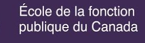 École de la fonction
publique du Canada